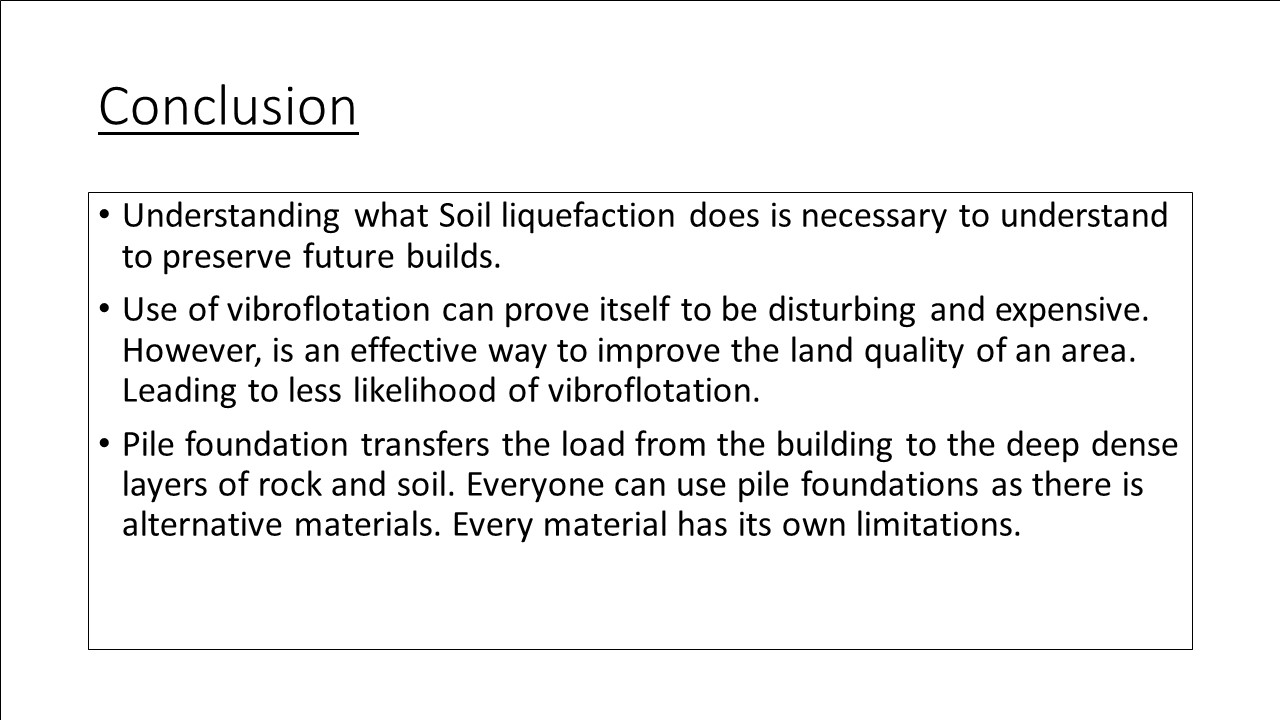 Conclusion
• Understanding what Soil liquefaction does is necessary to understand
to preserve future builds.
• Use of vibroflotation can prove itself to be disturbing and expensive.
However, is an effective way to improve the land quality of an area.
Leading to less likelihood of vibroflotation.
• Pile foundation transfers the load from the building to the deep dense
layers of rock and soil. Everyone can use pile foundations as there is
alternative materials. Every material has its own limitations.